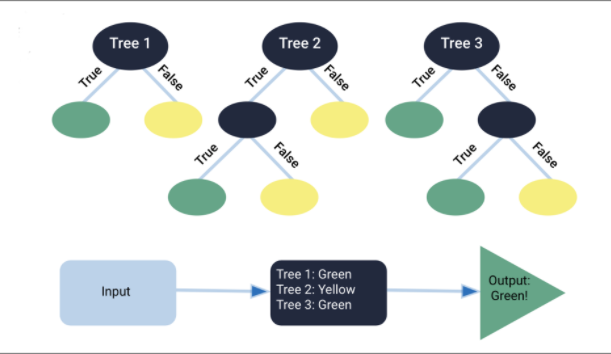 Tree 1
Tree 2
Tree 3
True
False
True
False
True
False
True
False
True
False
Input
Tree 1: Green
Tree 2: Yellow
Tree 3: Green
Output:
Green!